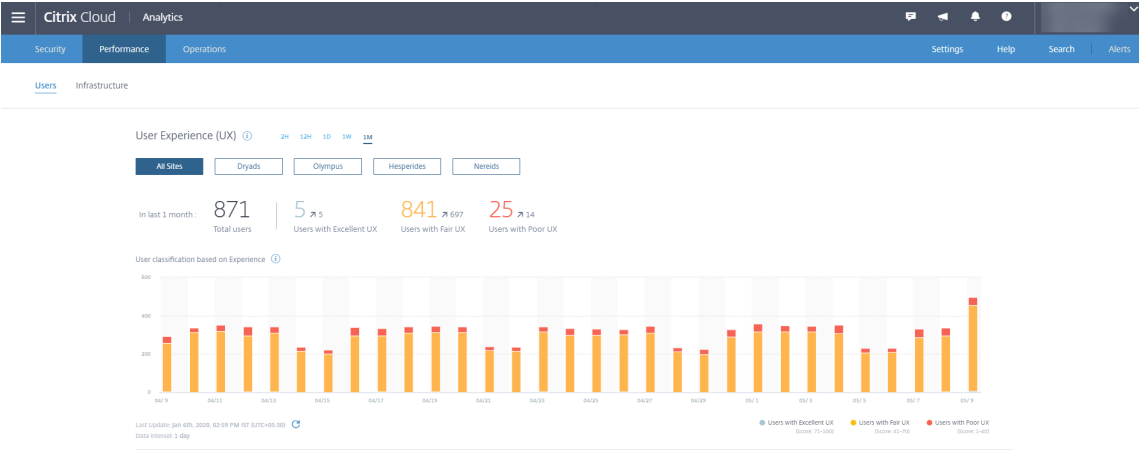 Citrix Cloud | Analytics
Security Performance Operations Settings Help Search Alerts
Users Infrastructure
User Experience (UX) 2H 12H 1D 1W 1M
All Sites Dryads Olympus Hesperides Nereids
In last 1 month : 871 5 5 841 697 25 14
Total users Users with Excellent UX Users with Fair UX Users with Poor UX
User classification based on Experience
600
400
200
0
04/ 9 04/11 04/13 04/15 04/17 04/19 04/21 04/23 04/25 04/27 04/29 05/ 1 05/ 3 05/ 5 05/ 7 05/ 9
Last Update: Jan 6th, 2020, 02:59 PM IST (UTC+05:30) Users with Excellent UX Users with Fair UX Users with Poor UX
(Score: 71-100) (Score: 41-70) (Score: 1-40)
Data Interval: 1 day